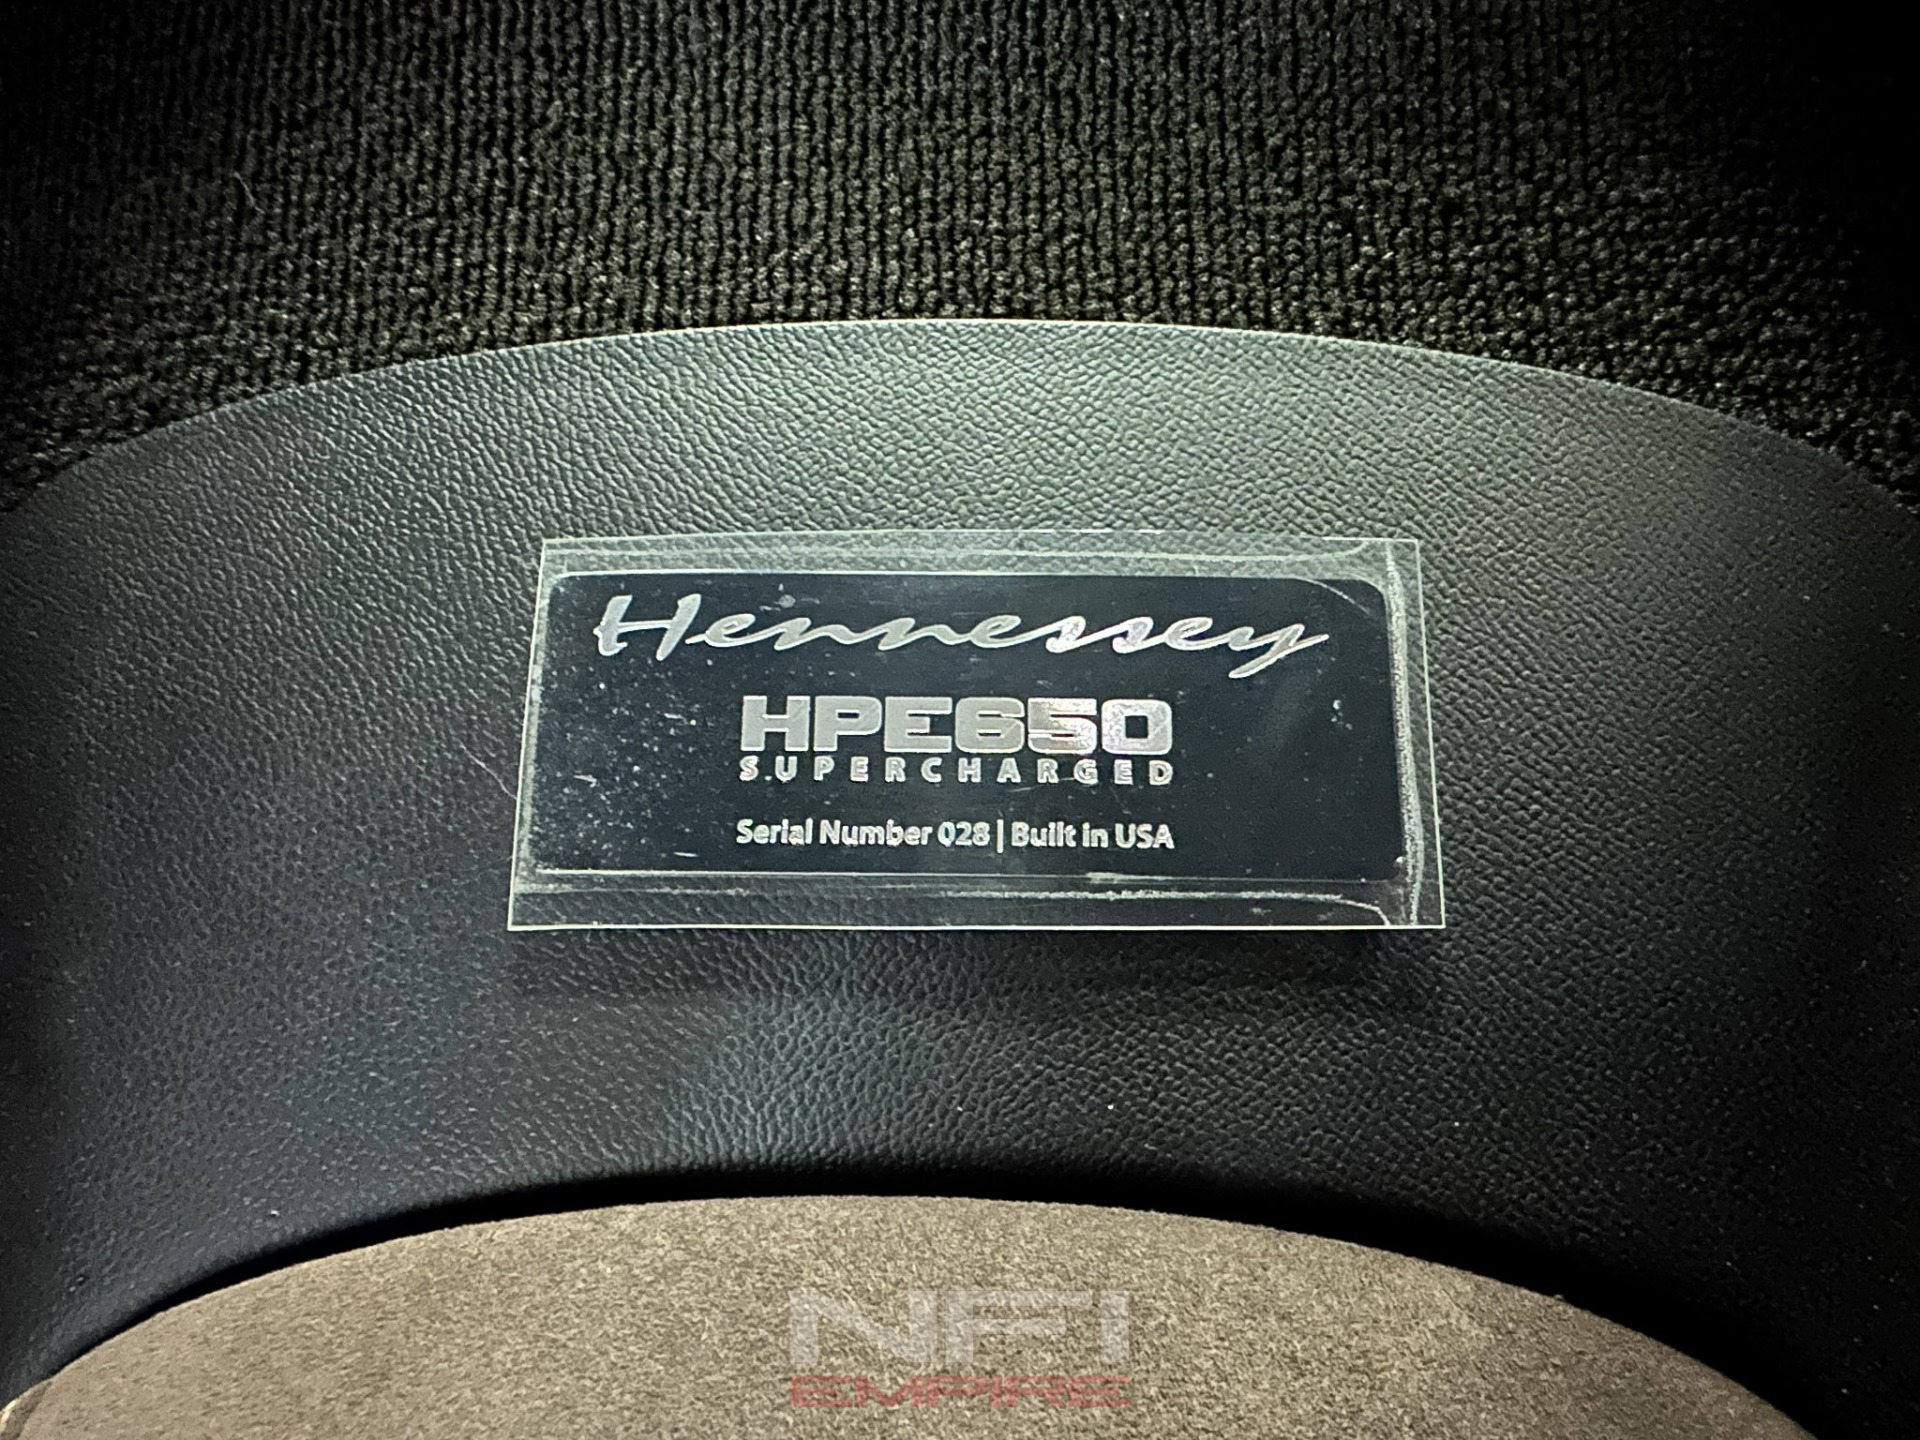 Hennessey
HPE650
SUPERCHARGED
Serial Number 028 | Built in USA
NFI
EMPIRE